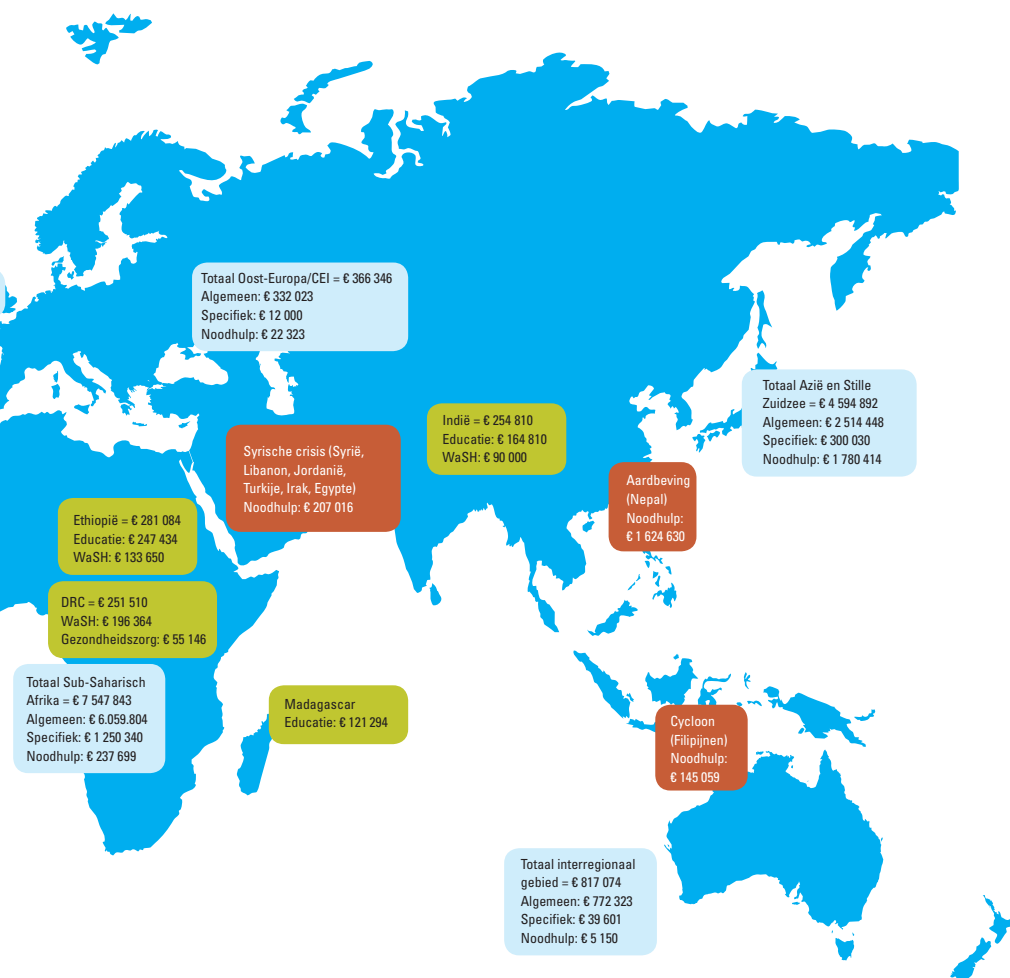 Totaal Oost-Europa/CEI = € 366 346
Algemeen: € 332 023
Specifiek: € 12 000
Noodhulp: € 22 323
Totaal Azië en Stille
Zuidzee = € 4 594 892
Algemeen: € 2 514 448
Specifiek: € 300 030
Noodhulp: € 1 780 414
Indië = € 254 810
Educatie: € 164 810
WaSH: € 90 000
Syrische crisis (Syrië,
Libanon, Jordanië,
Turkije, Irak, Egypte)
Noodhulp: € 207 016
Aardbeving
(Nepal)
Noodhulp:
€ 1 624 630
Ethiopië = € 281 084
Educatie: € 247 434
WaSH: € 133 650
DRC = € 251 510
WaSH: € 196 364
Gezondheidszorg: € 55 146
Totaal Sub-Saharisch
Afrika = € 7 547 843
Algemeen: € 6.059.804
Specifiek: € 1 250 340
Noodhulp: € 237 699
Madagascar
Educatie: € 121 294
Cycloon
(Filipijnen)
Noodhulp:
€ 145 059
Totaal interregionaal
gebied = € 817 074
Algemeen: € 772 323
Specifiek: € 39 601
Noodhulp: € 5 150